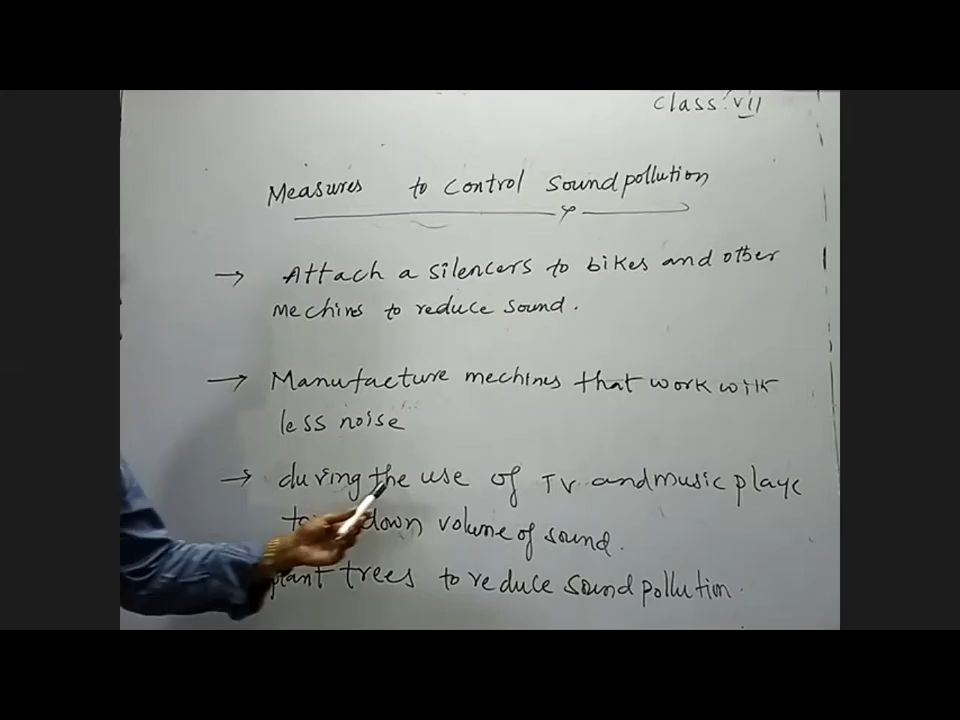 class: VII
Measures to control sound pollution
→ Attach a silencers to bikes and other
mechines to reduce sound.
→ Manufacture mechines that work with
less noise
→ during the use of TV and music playe
down volume of sound.
plant trees to reduce sound pollution.